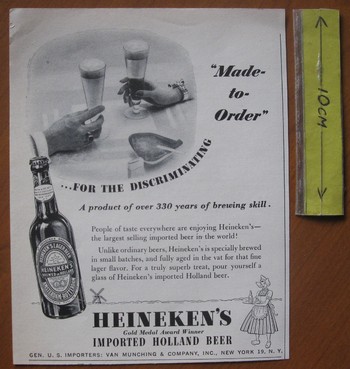 "Made-
to-
Order"
10CM
...FOR THE DISCRIMINATING
A product of over 330 years of brewing skill.
People of taste everywhere are enjoying Heineken's—
the largest selling imported beer in the world!
Unlike ordinary beers, Heineken's is specially brewed
in small batches, and fully aged in the vat for that fine
lager flavor. For a truly superb treat, pour yourself a
glass of Heineken's imported Holland beer.
HEINEKEN'S
HEINEKEN'S
Gold Medal Award Winner
IMPORTED HOLLAND BEER
GEN. U. S. IMPORTERS: VAN MUNCHING & COMPANY, INC., NEW YORK 19, N. Y.